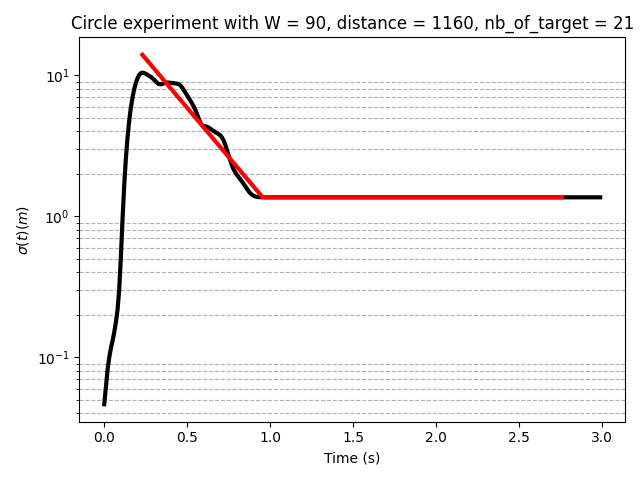 Circle experiment with W = 90, distance = 1160, nb_of_target = 21
σ(t)(m)
10¹
10⁰
10⁻¹
0.0 0.5 1.0 1.5 2.0 2.5 3.0
Time (s)